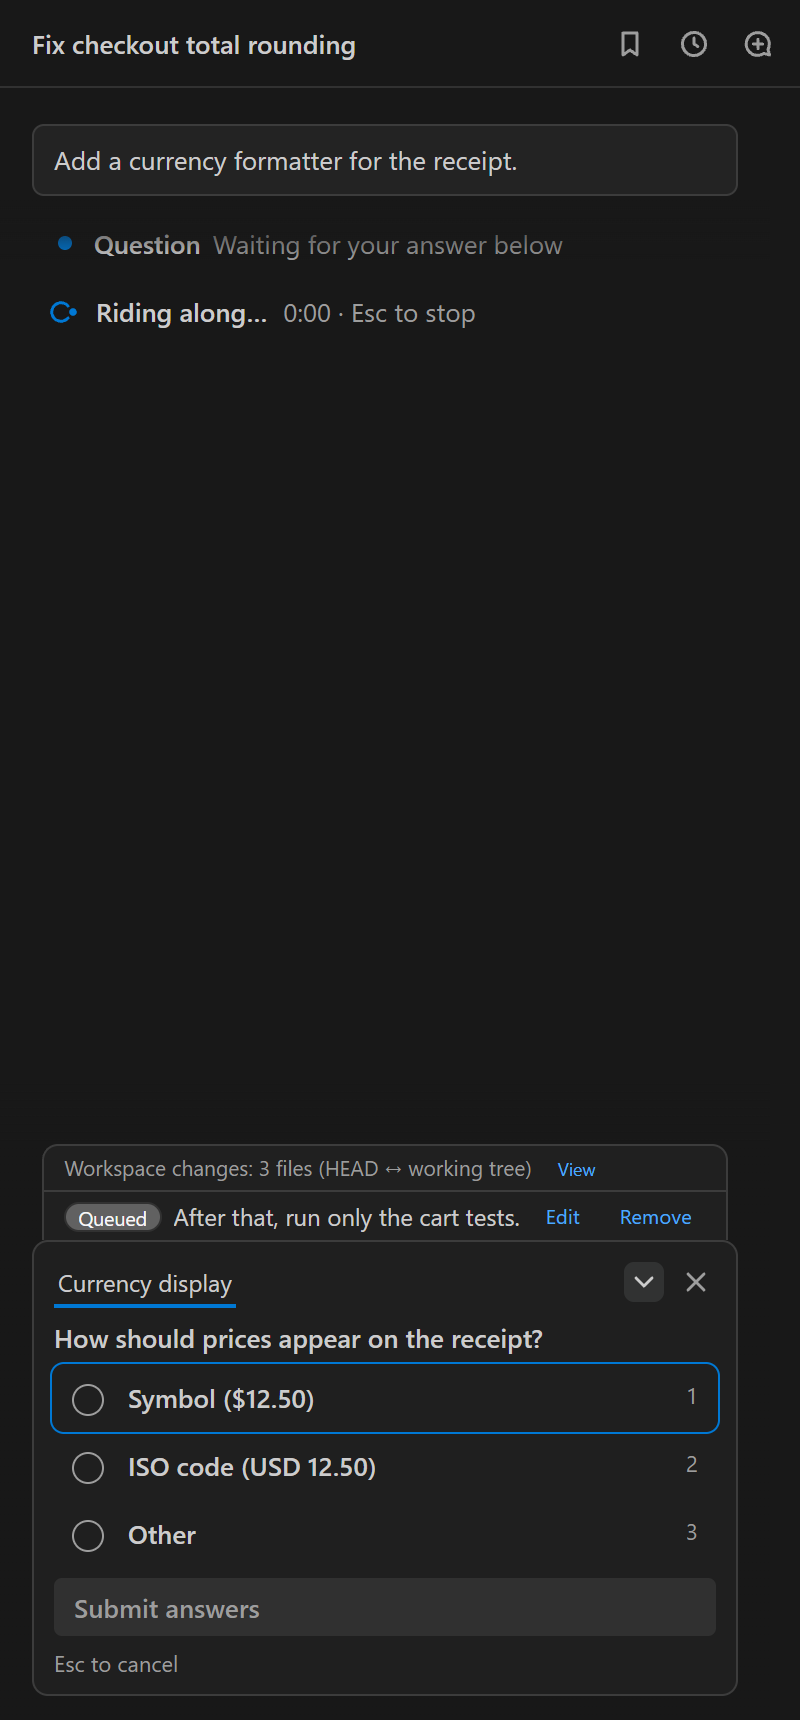 Fix checkout total rounding
Add a currency formatter for the receipt.
Question Waiting for your answer below
Riding along... 0:00 · Esc to stop
Workspace changes: 3 files (HEAD ↔ working tree) View
Queued After that, run only the cart tests. Edit Remove
Currency display
How should prices appear on the receipt?
Symbol ($12.50) 1
ISO code (USD 12.50) 2
Other 3
Submit answers
Esc to cancel